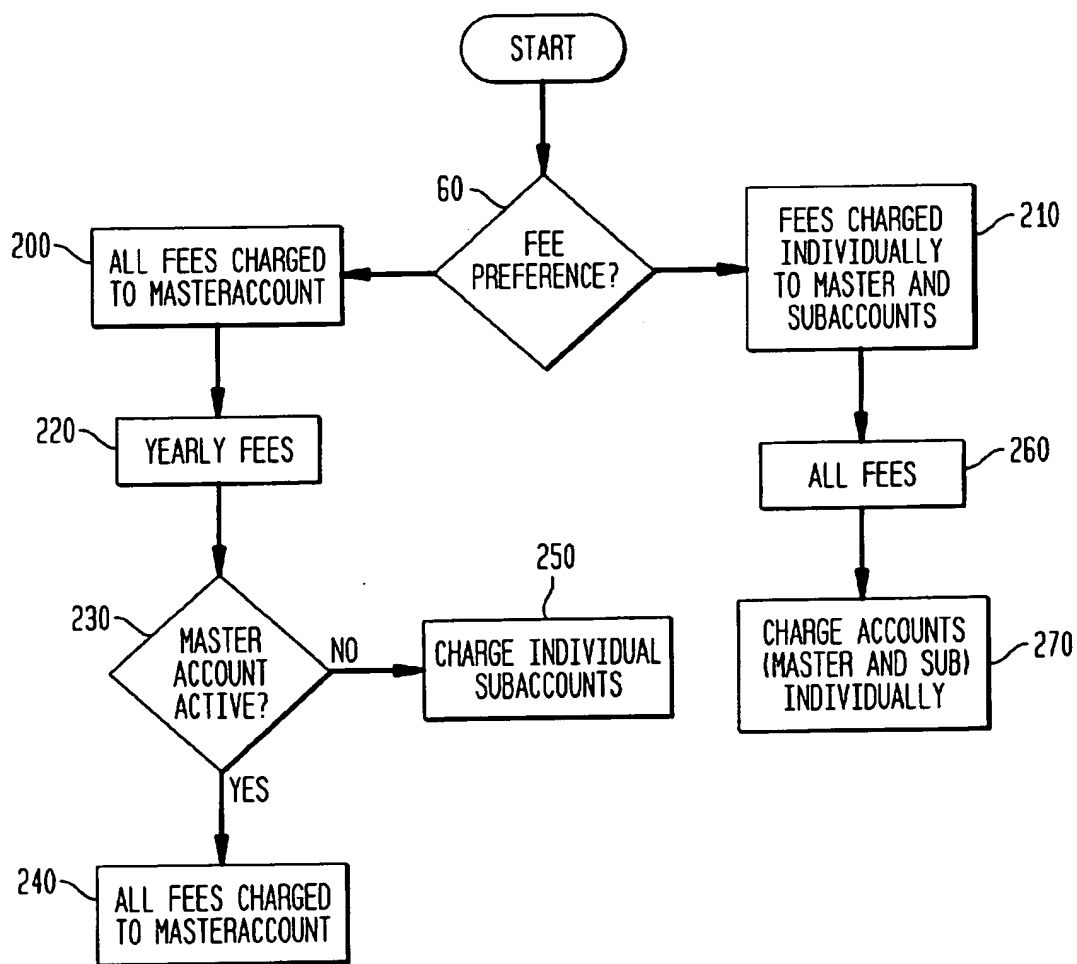 START
60
FEE
PREFERENCE?
200
ALL FEES CHARGED
TO MASTERACCOUNT
210
FEES CHARGED
INDIVIDUALLY
TO MASTER AND
SUBACCOUNTS
220
YEARLY FEES
260
ALL FEES
230
MASTER
ACCOUNT
ACTIVE?
NO
YES
250
CHARGE INDIVIDUAL
SUBACCOUNTS
270
CHARGE ACCOUNTS
(MASTER AND SUB)
INDIVIDUALLY
240
ALL FEES CHARGED
TO MASTERACCOUNT